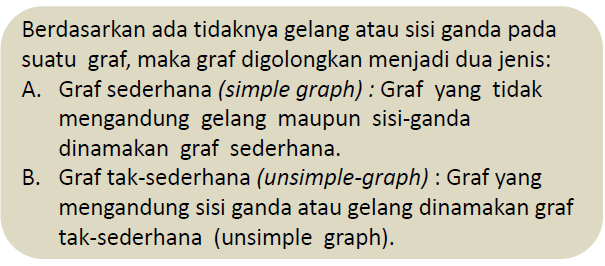 Berdasarkan ada tidaknya gelang atau sisi ganda pada
suatu graf, maka graf digolongkan menjadi dua jenis:
A. Graf sederhana (simple graph) : Graf yang tidak
mengandung gelang maupun sisi-ganda
dinamakan graf sederhana.
B. Graf tak-sederhana (unsimple-graph) : Graf yang
mengandung sisi ganda atau gelang dinamakan graf
tak-sederhana (unsimple graph).